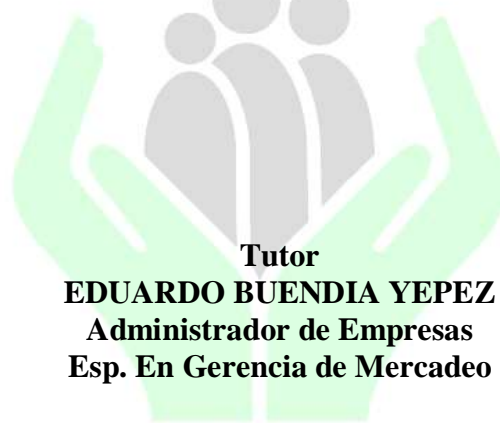 Tutor
EDUARDO BUENDIA YEPEZ
Administrador de Empresas
Esp. En Gerencia de Mercadeo